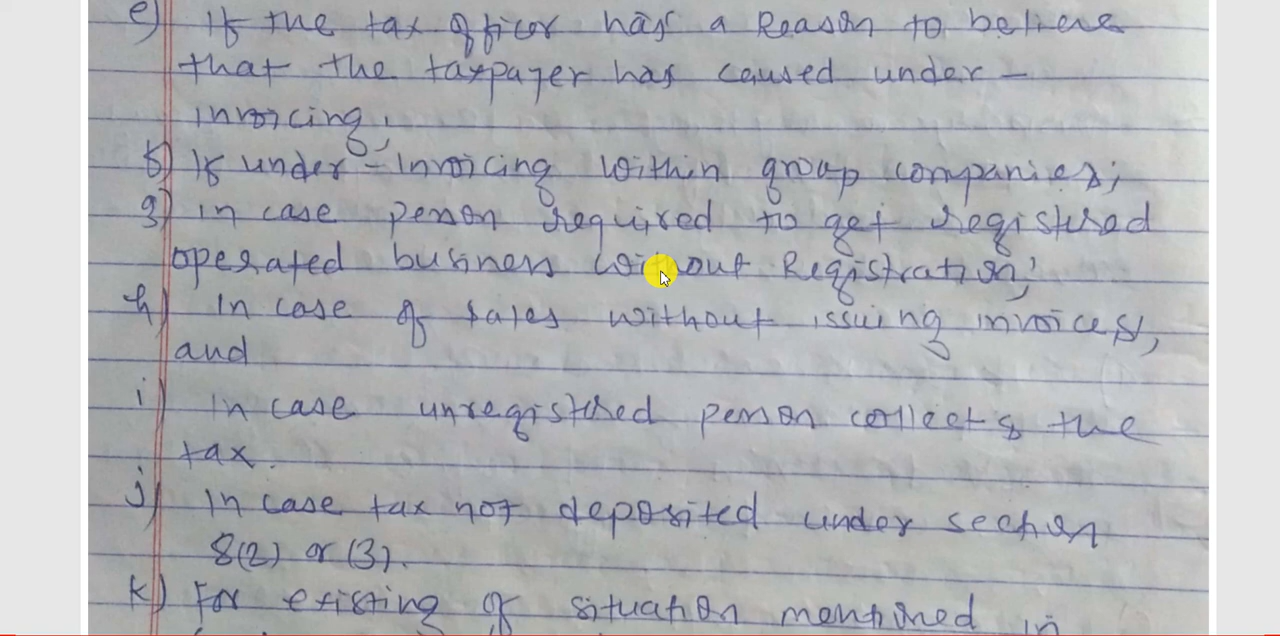 e) If the tax officer has a Reason to believe
that the taxpayer has caused under-
invoicing,
f) If under-invoicing within group companies;
g) in case person required to get registered
operated business without Registration;
h) in case of sales without issuing invoices,
and
i) in case unregistered person collects the
tax.
j) in case tax not deposited under section
8(2) or (3).
k) For existing of situation mentioned in